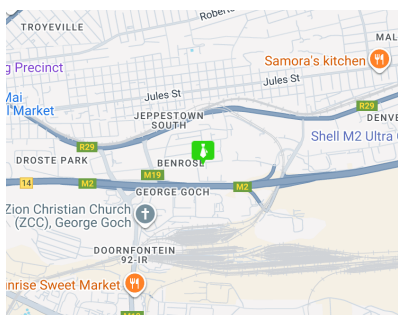 TROYEVILLE
Roberts
MAL
Samora's kitchen
g Precinct
Jules St
R29
Mai
l Market
Jules St
JEPPESTOWN
SOUTH
DENVE
Shell M2 Ultra C
R29
DROSTE PARK
BENROSE
M19
14
M2
M2
GEORGE GOCH
Zion Christian Church
(ZCC), George Goch
DOORNFONTEIN
92-IR
nrise Sweet Market